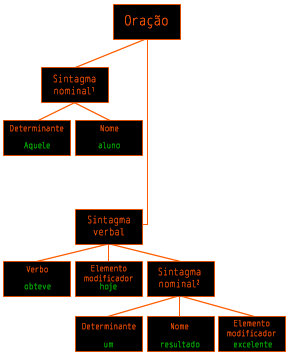 Oração
Sintagma
nominal¹
Determinante
Aquele
Nome
aluno
Sintagma
verbal
Verbo
obteve
Elemento
modificador
hoje
Sintagma
nominal²
Determinante
um
Nome
resultado
Elemento
modificador
excelente